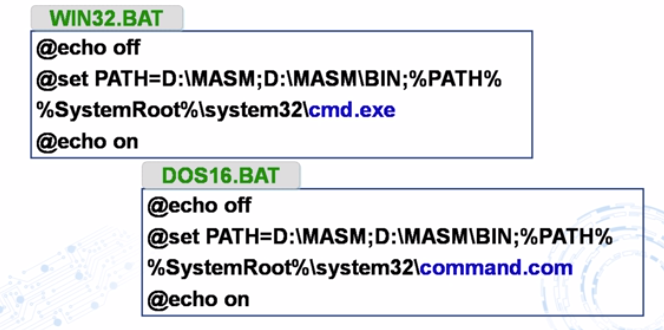 WIN32.BAT
@echo off
@set PATH=D:\MASM;D:\MASM\BIN;%PATH%
%SystemRoot%\system32\cmd.exe
@echo on
DOS16.BAT
@echo off
@set PATH=D:\MASM;D:\MASM\BIN;%PATH%
%SystemRoot%\system32\command.com
@echo on